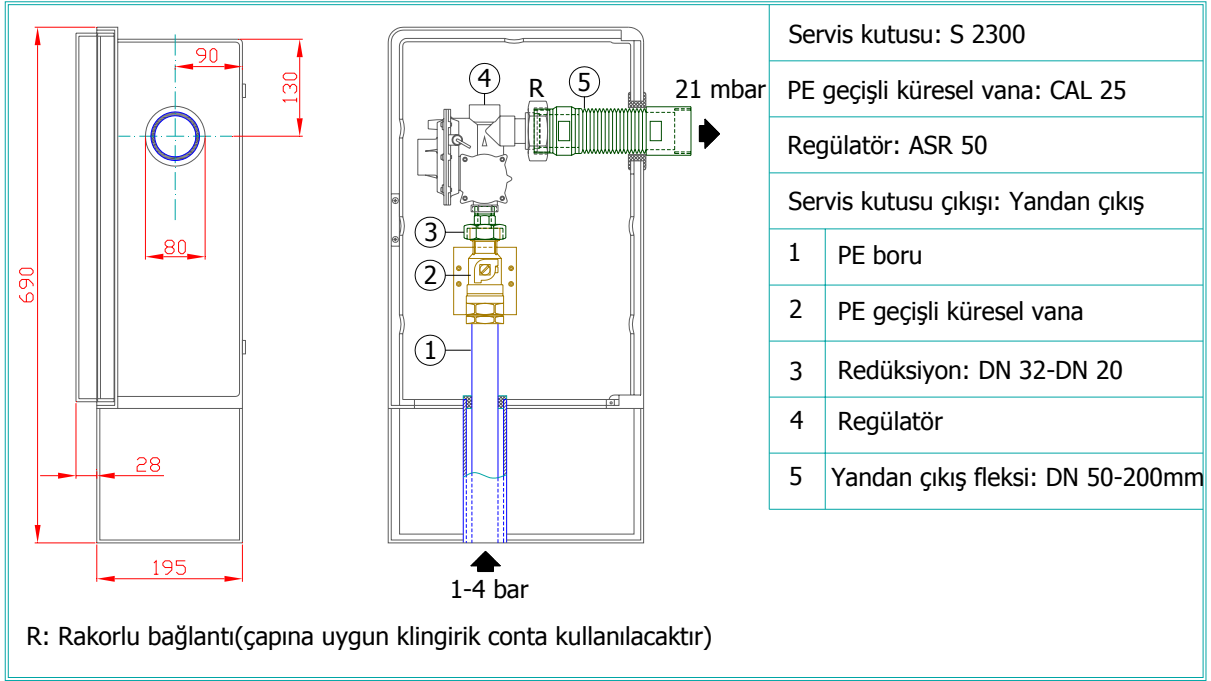 90
130
690
80
28
195
4
R
5
21 mbar
3
2
1
1-4 bar
Servis kutusu: S 2300
PE geçişli küresel vana: CAL 25
Regülatör: ASR 50
Servis kutusu çıkışı: Yandan çıkış
1 PE boru
2 PE geçişli küresel vana
3 Redüksiyon: DN 32-DN 20
4 Regülatör
5 Yandan çıkış fleksi: DN 50-200mm
R: Rakorlu bağlantı(çapına uygun klingirik conta kullanılacaktır)